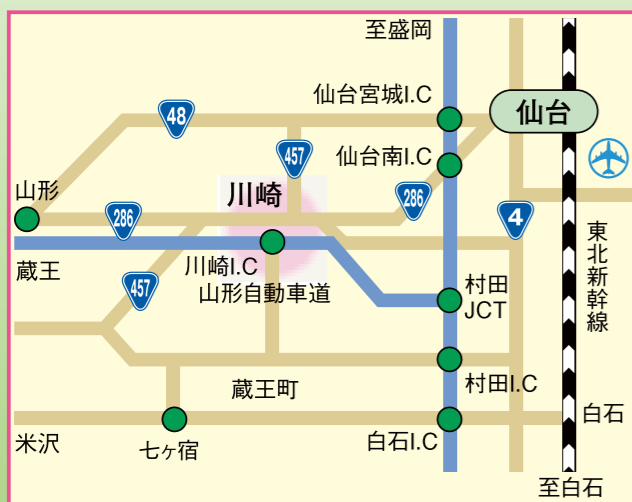 至盛岡
仙台宮城I.C
仙台
48
457
仙台南I.C
山形
川崎
286
286
4
蔵王
川崎I.C
山形自動車道
457
東北新幹線
村田
JCT
蔵王町
村田I.C
白石
米沢
七ヶ宿
白石I.C
至白石